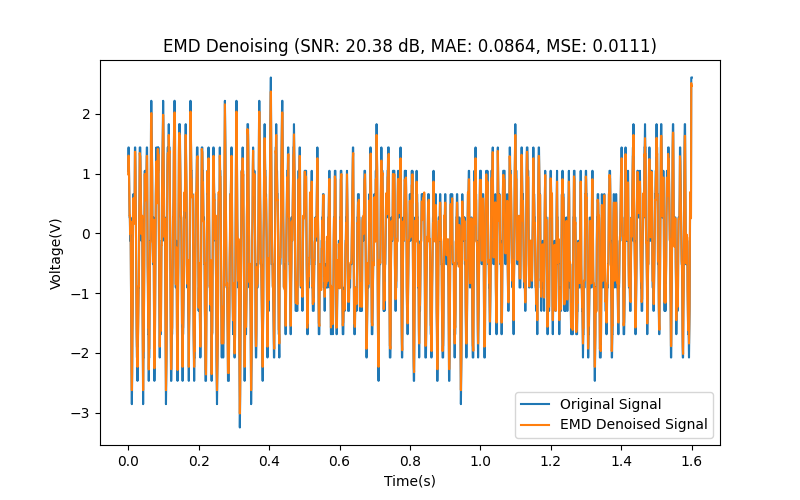 EMD Denoising (SNR: 20.38 dB, MAE: 0.0864, MSE: 0.0111)
2
1
0
−1
−2
−3
Voltage(V)
Original Signal
EMD Denoised Signal
0.0 0.2 0.4 0.6 0.8 1.0 1.2 1.4 1.6
Time(s)